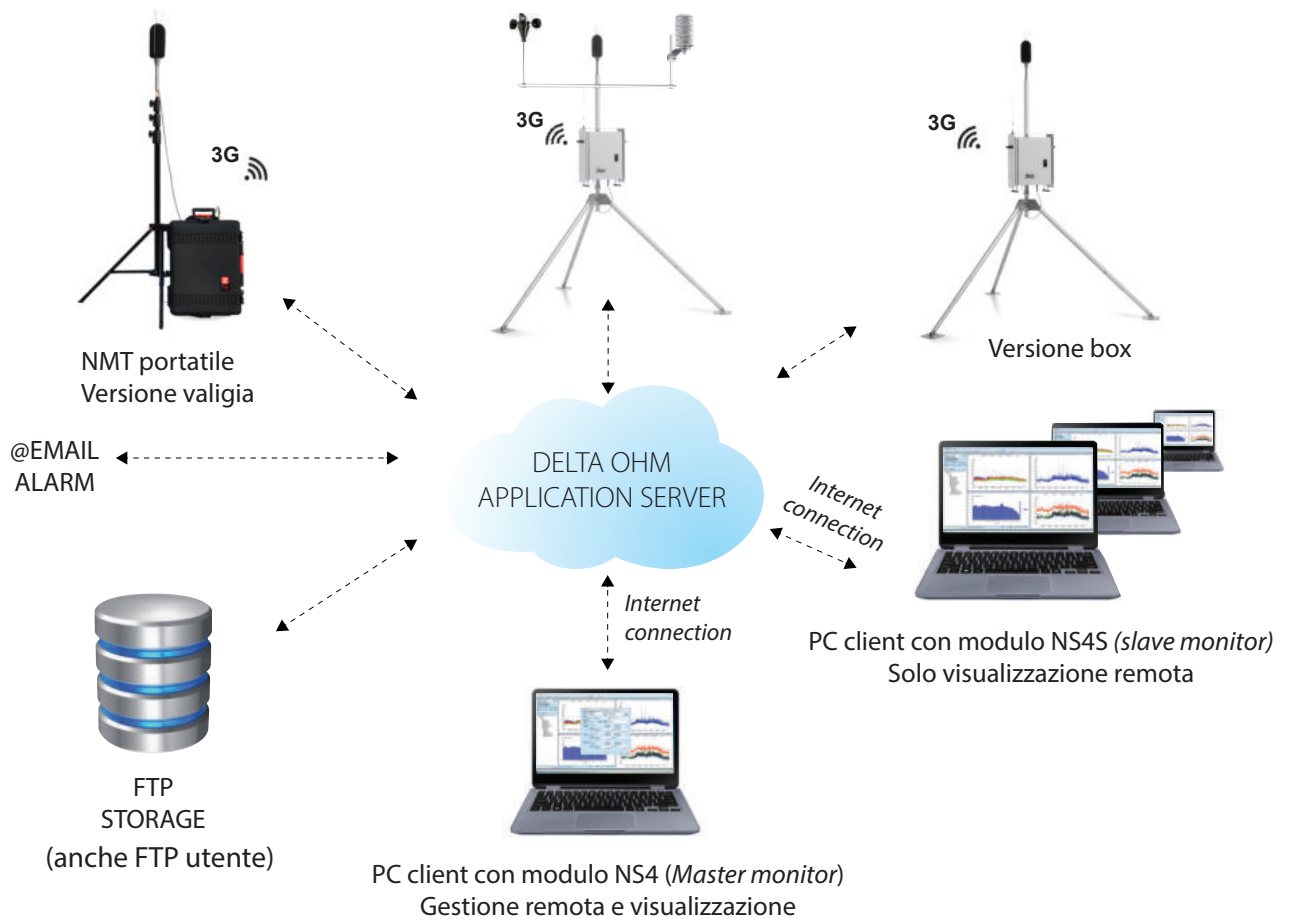 3G
3G
3G
NMT portatile
Versione valigia
Versione box
@EMAIL
ALARM
DELTA OHM
APPLICATION SERVER
Internet
connection
Internet
connection
PC client con modulo NS4S (slave monitor)
Solo visualizzazione remota
FTP
STORAGE
(anche FTP utente)
PC client con modulo NS4 (Master monitor)
Gestione remota e visualizzazione